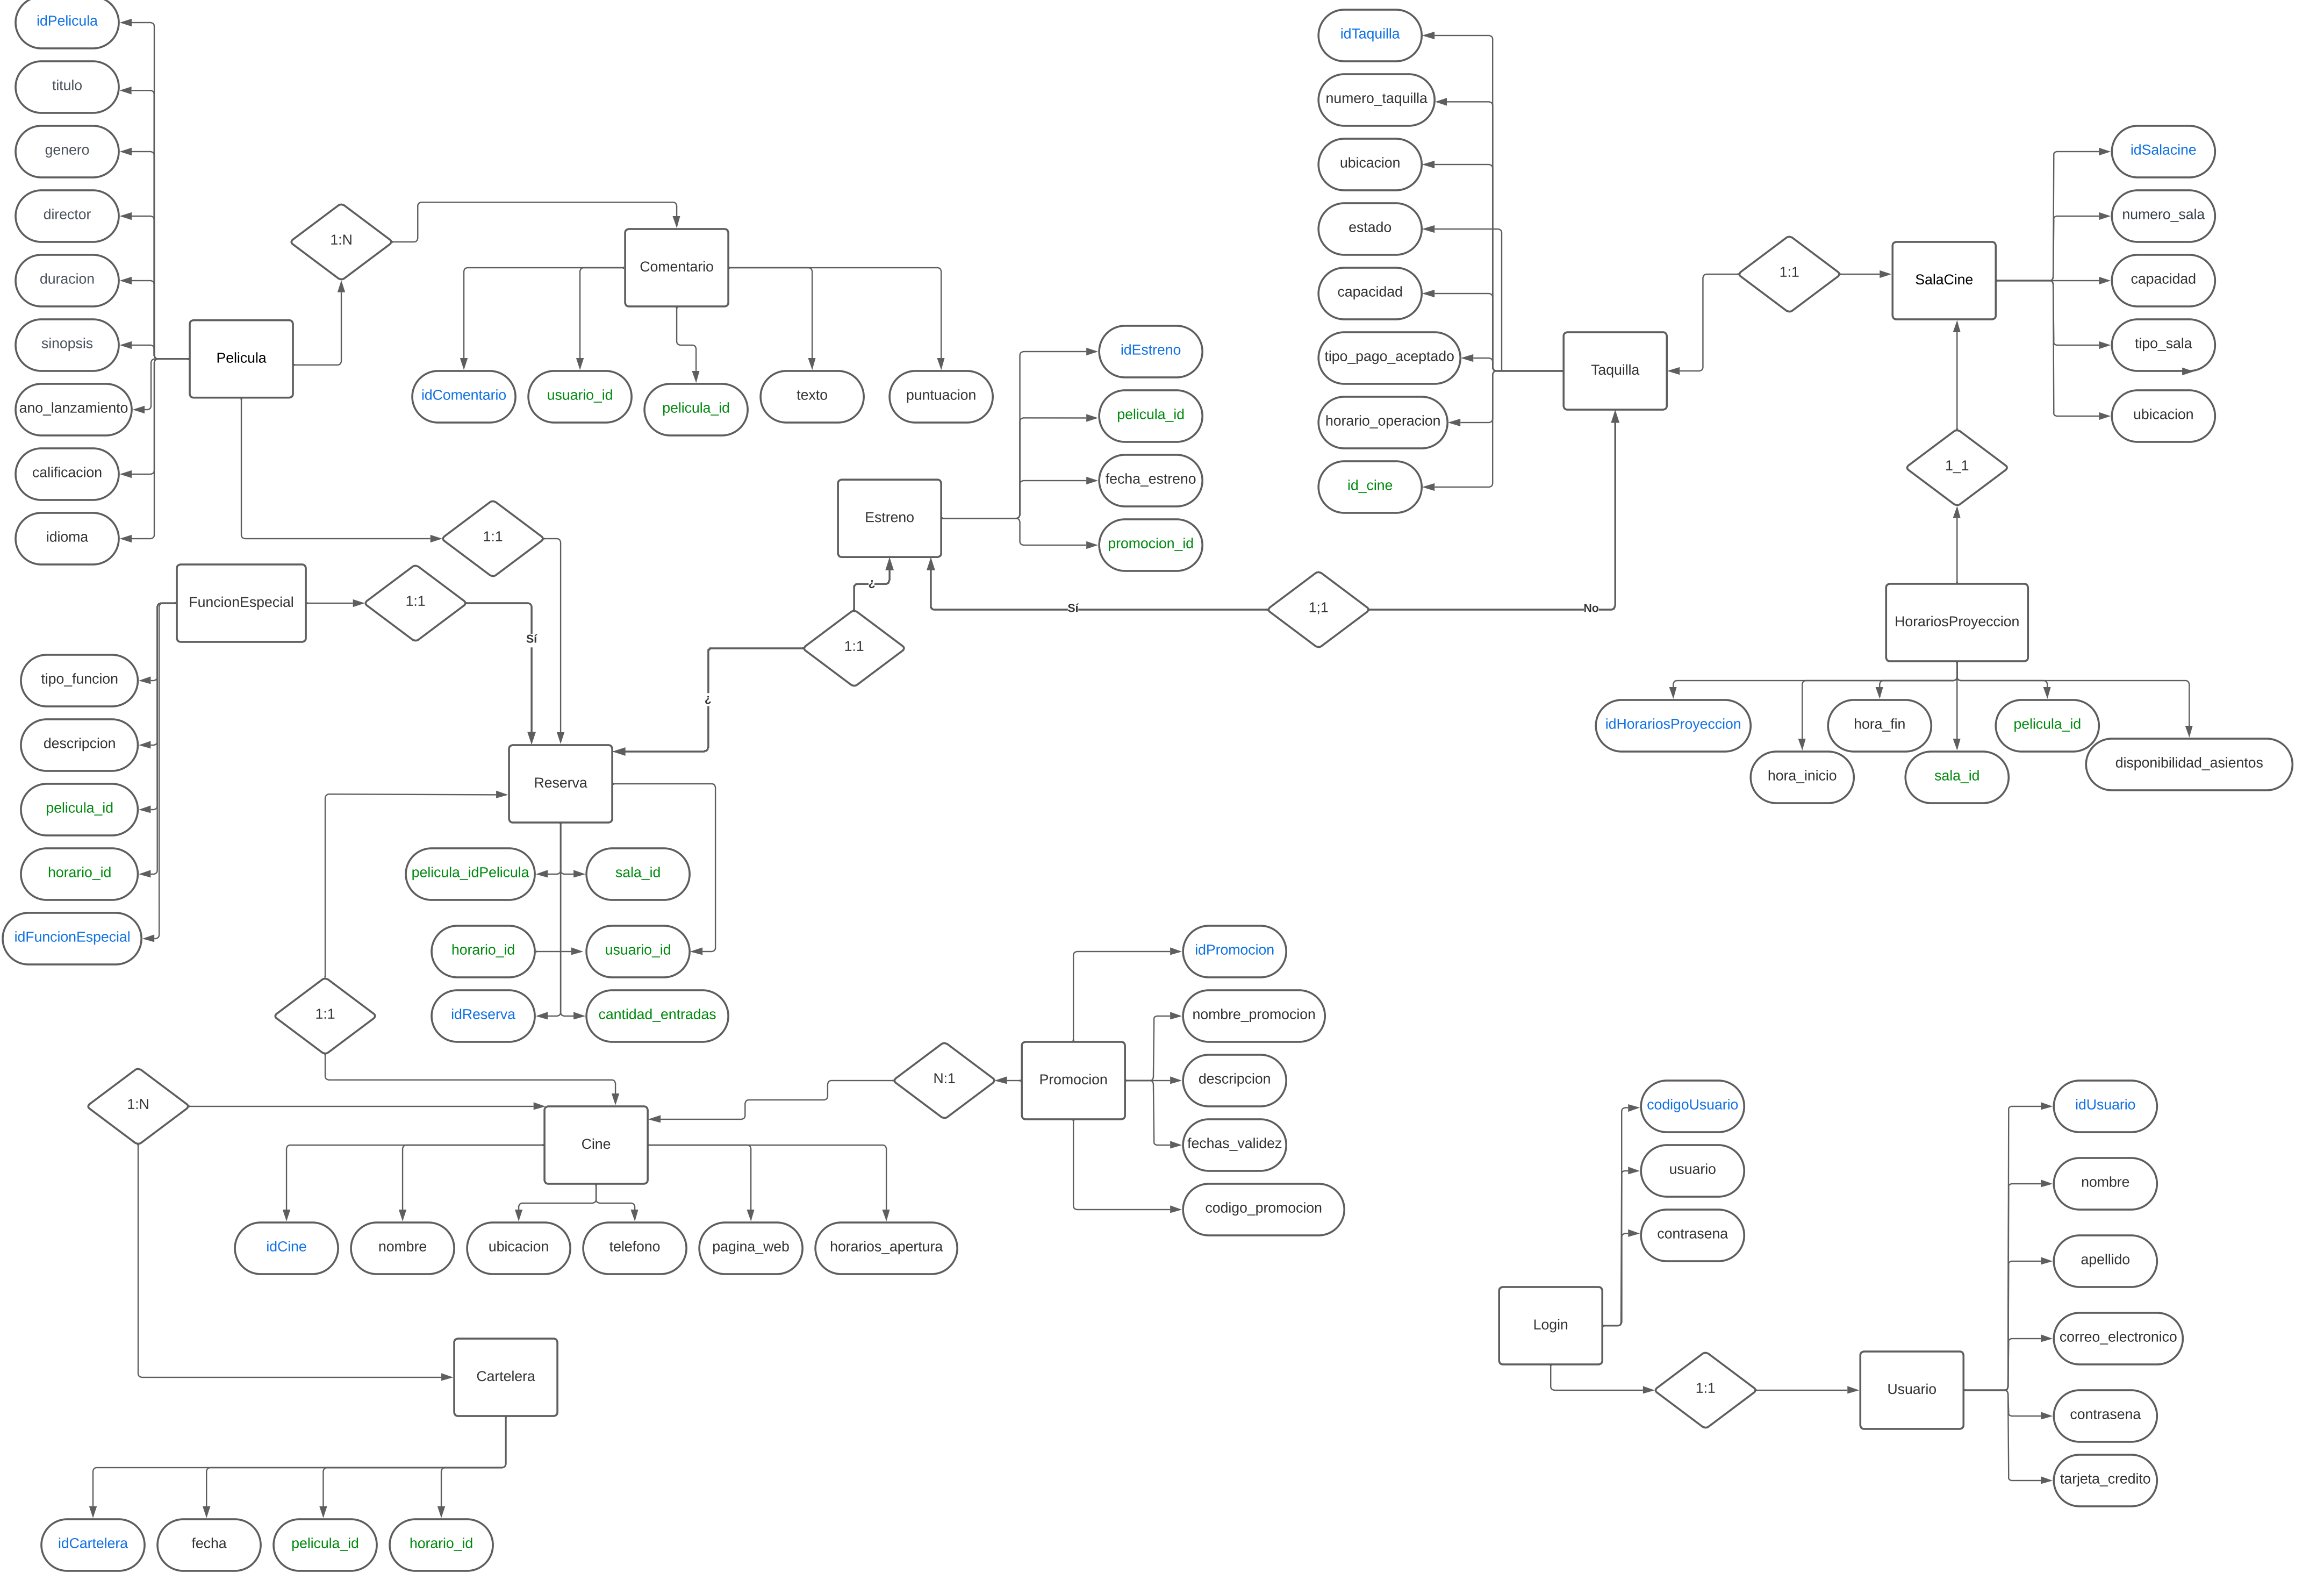 idPelicula
titulo
genero
director
duracion
sinopsis
ano_lanzamiento
calificacion
idioma
Pelicula
1:N
Comentario
idComentario
usuario_id
pelicula_id
texto
puntuacion
1:1
FuncionEspecial
1:1
Sí
tipo_funcion
descripcion
pelicula_id
horario_id
idFuncionEspecial
Estreno
idEstreno
pelicula_id
fecha_estreno
promocion_id
¿
1:1
¿
Sí
1;1
No
idTaquilla
numero_taquilla
ubicacion
estado
capacidad
tipo_pago_aceptado
horario_operacion
id_cine
Taquilla
1:1
SalaCine
idSalacine
numero_sala
capacidad
tipo_sala
ubicacion
1_1
HorariosProyeccion
idHorariosProyeccion
hora_inicio
hora_fin
sala_id
pelicula_id
disponibilidad_asientos
Reserva
pelicula_idPelicula
sala_id
horario_id
usuario_id
idReserva
cantidad_entradas
1:1
1:N
N:1
Promocion
idPromocion
nombre_promocion
descripcion
fechas_validez
codigo_promocion
Cine
idCine
nombre
ubicacion
telefono
pagina_web
horarios_apertura
Cartelera
idCartelera
fecha
pelicula_id
horario_id
codigoUsuario
usuario
contrasena
Login
1:1
Usuario
idUsuario
nombre
apellido
correo_electronico
contrasena
tarjeta_credito